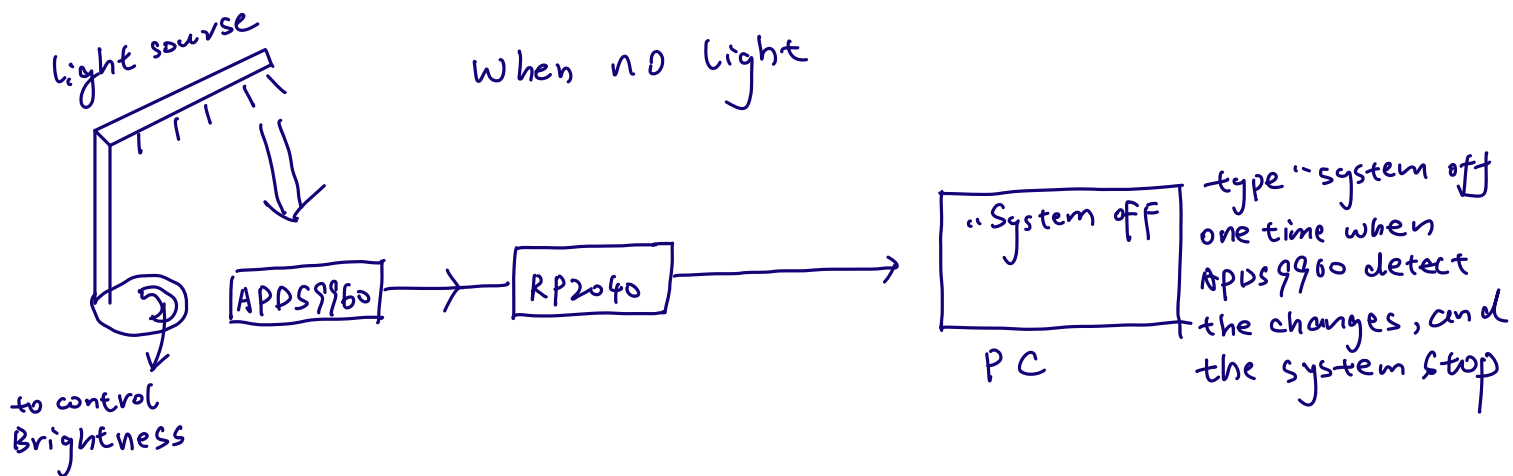 light sourse
When no light
APDS9960
RP2040
"System off
PC
type "system off
one time when
APDS9960 detect
the changes, and
the system stop
to control
Brightness